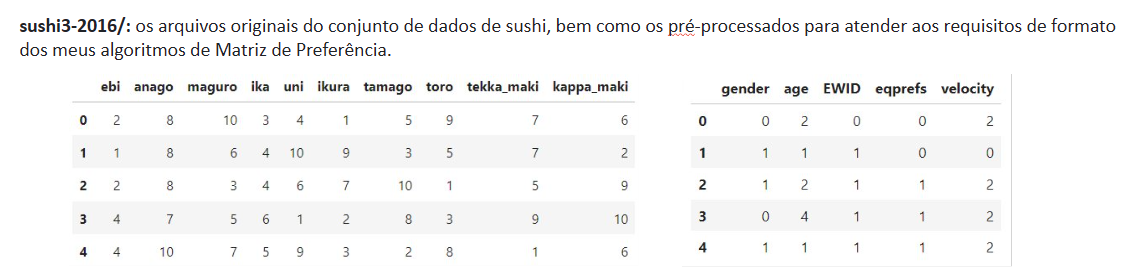 sushi3-2016/: os arquivos originais do conjunto de dados de sushi, bem como os pré-processados para atender aos requisitos de formato
dos meus algoritmos de Matriz de Preferência.
ebi anago maguro ika uni ikura tamago toro tekka_maki kappa_maki
0 2 8 10 3 4 1 5 9 7 6
1 1 8 6 4 10 9 3 5 7 2
2 2 8 3 4 6 7 10 1 5 9
3 4 7 5 6 1 2 8 3 9 10
4 4 10 7 5 9 3 2 8 1 6
gender age EWID eqprefs velocity
0 0 2 0 0 2
1 1 1 1 0 0
2 1 2 1 1 2
3 0 4 1 1 2
4 1 1 1 1 2